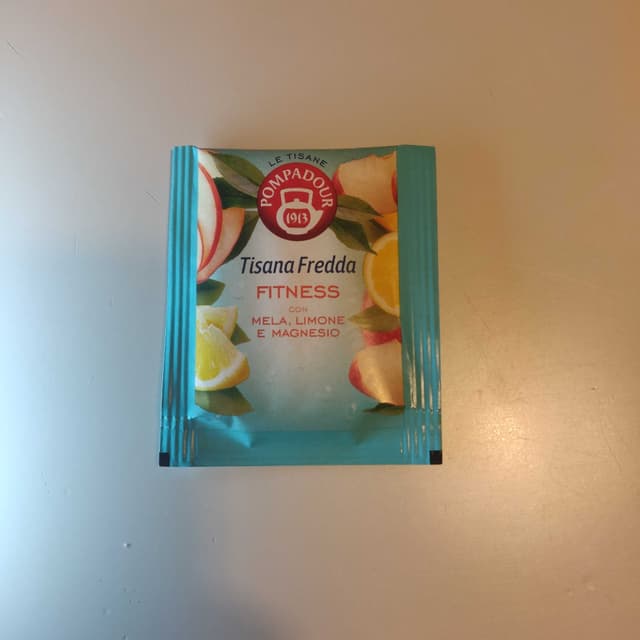 LE TISANE
POMPADOUR
1913
Tisana Fredda
FITNESS
CON
MELA, LIMONE
E MAGNESIO